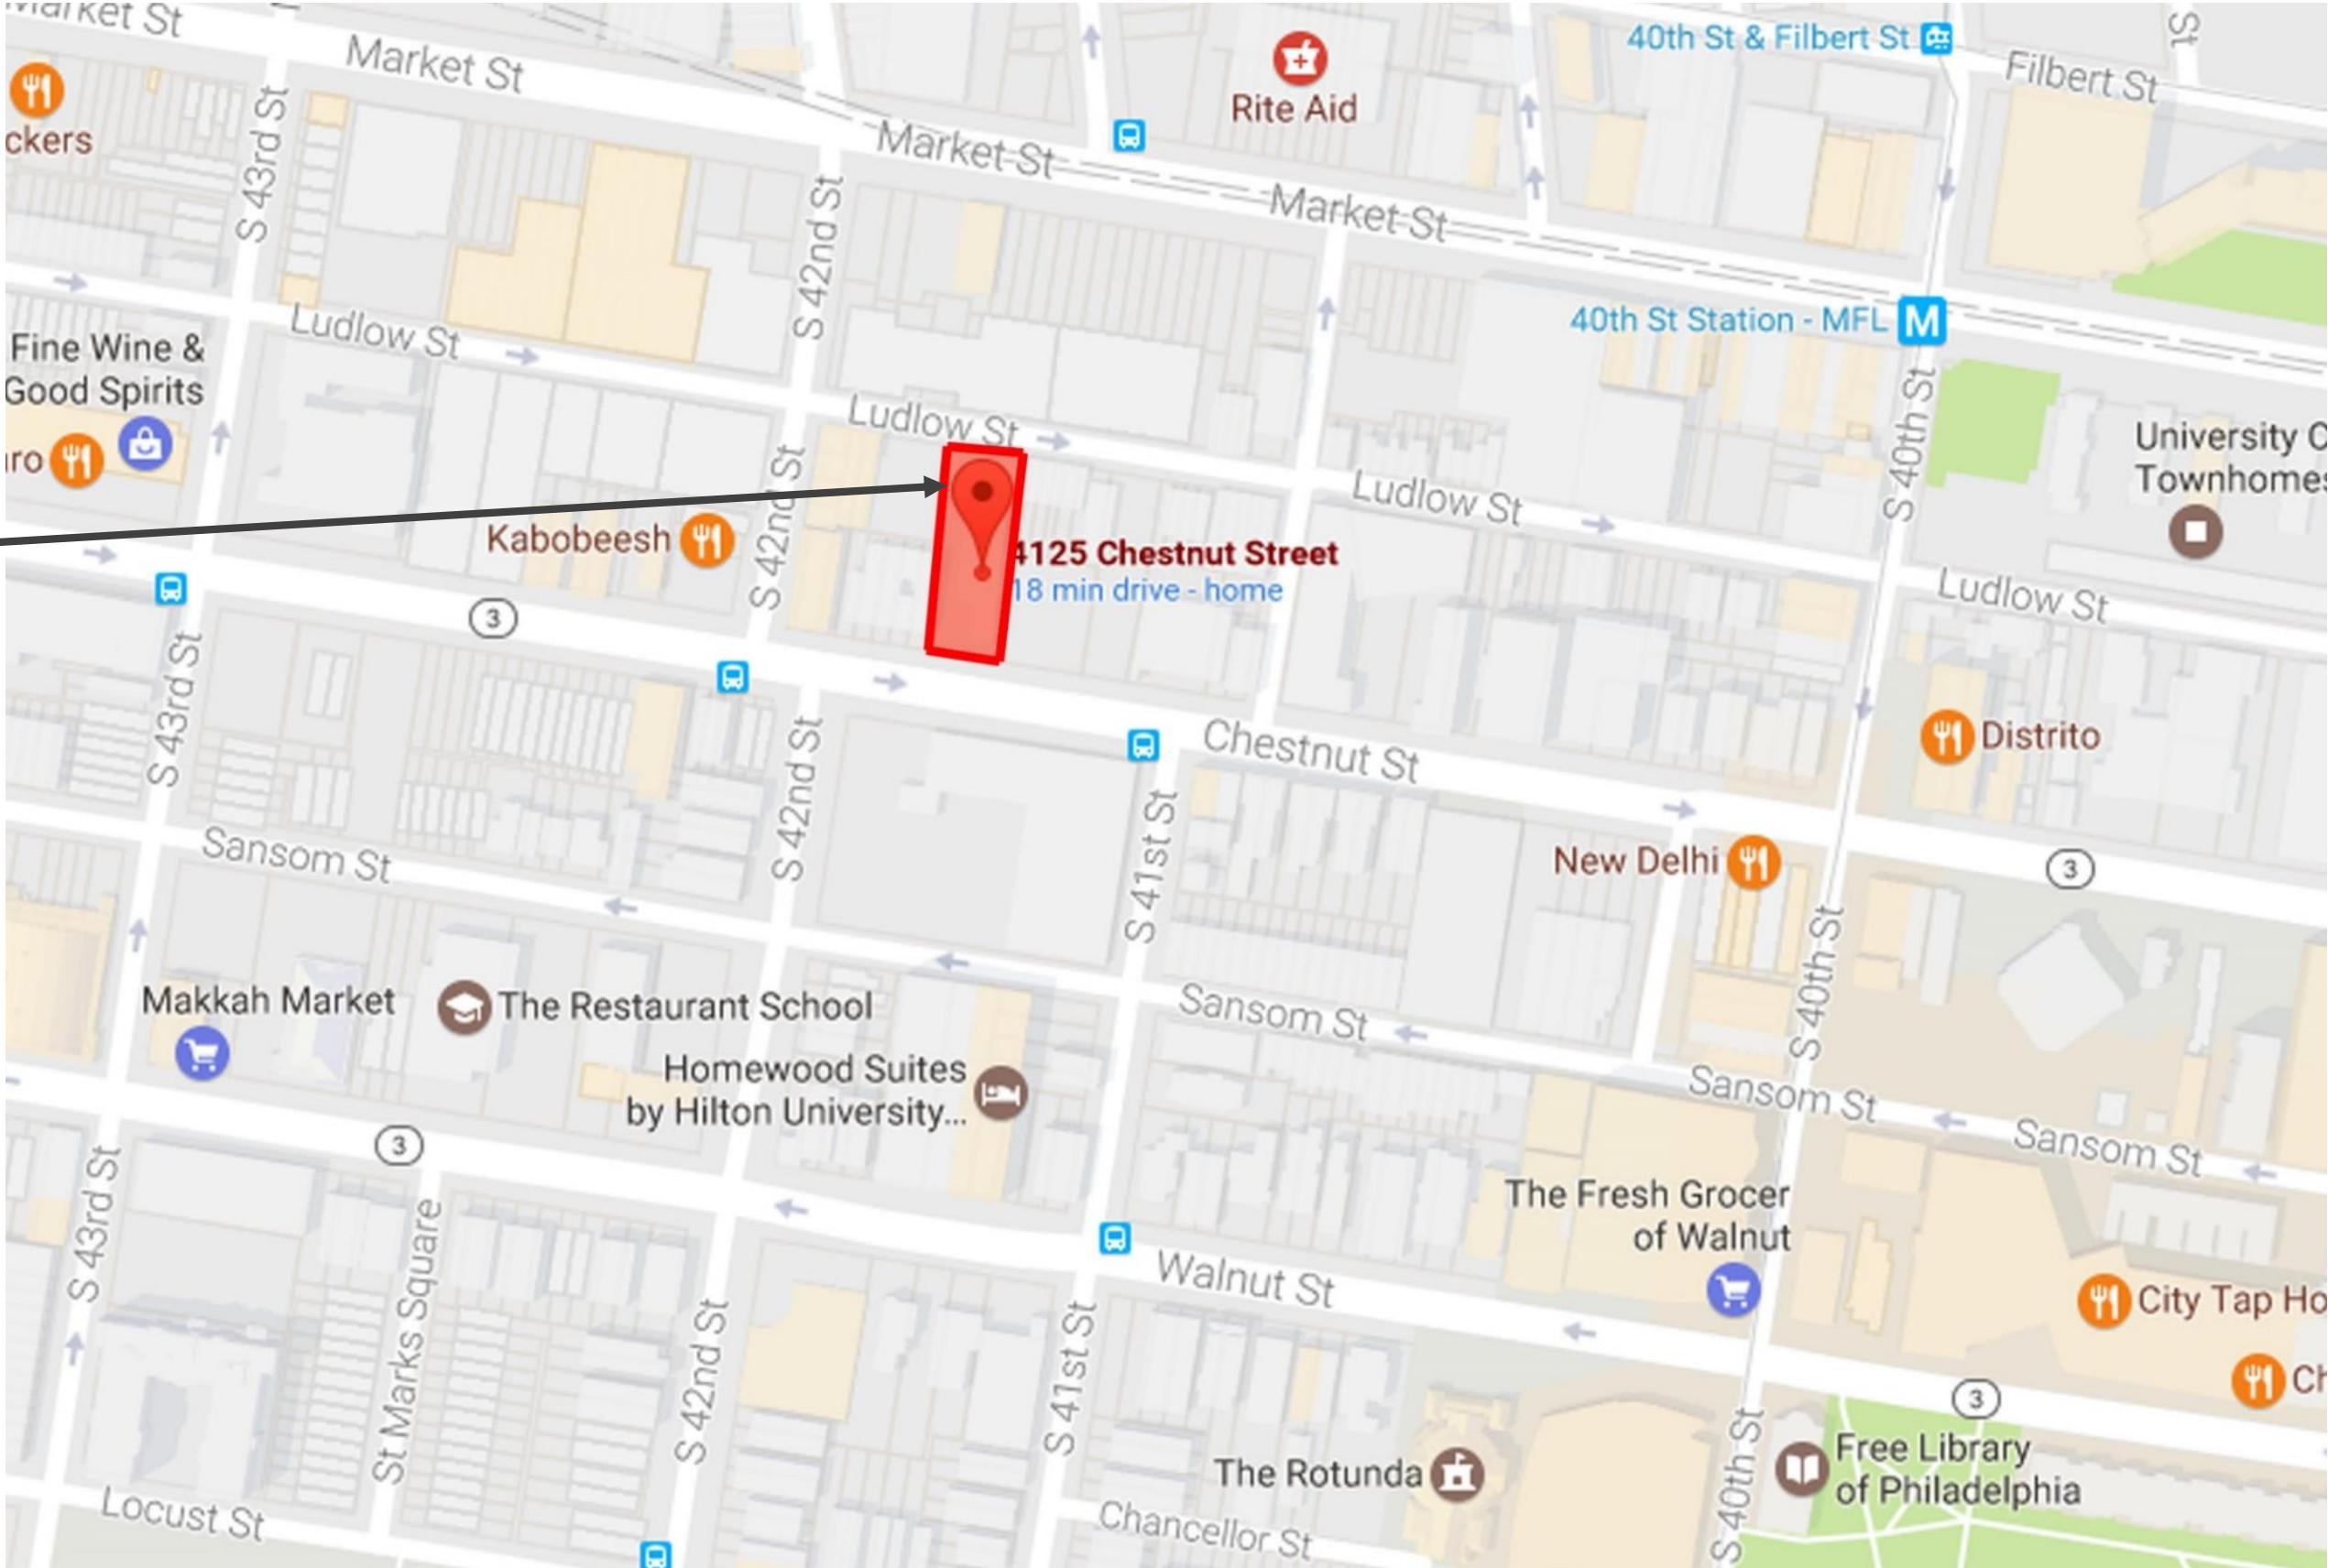 Market St
Market St
Market St
Market St
Rite Aid
40th St & Filbert St
Filbert St
St
ckers
S 43rd St
S 42nd St
40th St Station - MFL
M
Fine Wine &
Good Spirits
Ludlow St
Ludlow St
Ludlow St
Ludlow St
S 40th St
University C
Townhomes
Kabobeesh
S 42nd St
4125 Chestnut Street
18 min drive - home
3
S 43rd St
S 42nd St
Chestnut St
S 41st St
Distrito
New Delhi
3
Sansom St
S 40th St
Makkah Market
The Restaurant School
Sansom St
Homewood Suites
by Hilton University...
Sansom St
Sansom St
3
S 43rd St
St Marks Square
S 42nd St
S 41st St
Walnut St
The Fresh Grocer
of Walnut
City Tap Ho
Ch
3
S 40th St
The Rotunda
Free Library
of Philadelphia
Locust St
Chancellor St